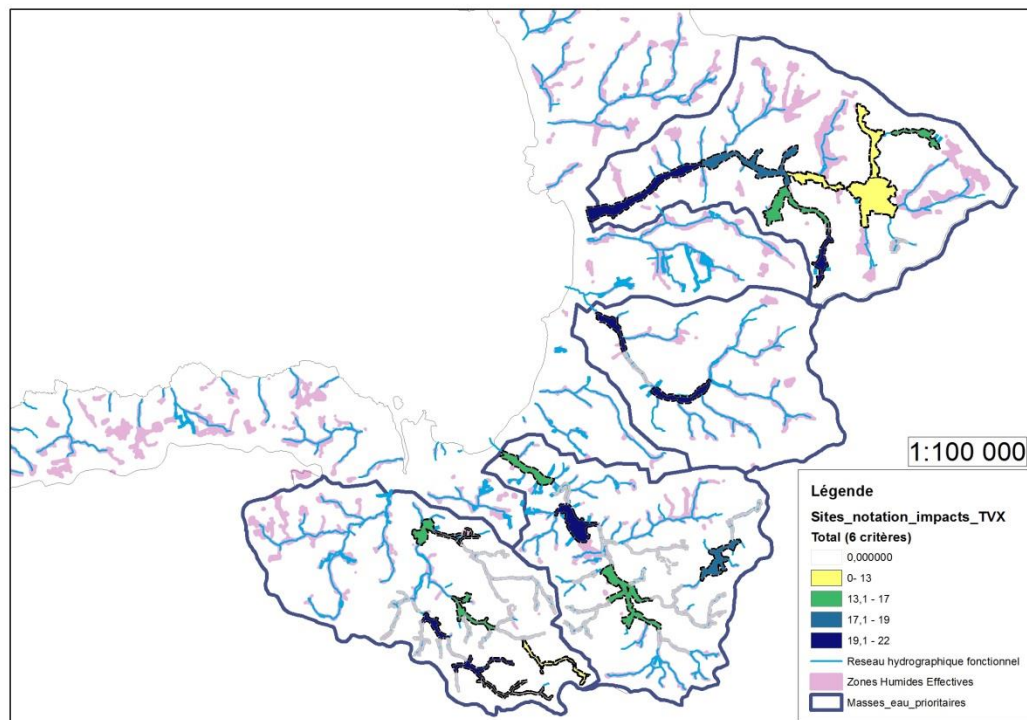 1:100 000
Légende
Sites_notation_impacts_TVX
Total (6 critères)
0,000000
0- 13
13,1 - 17
17,1 - 19
19,1 - 22
Reseau hydrographique fonctionnel
Zones Humides Effectives
Masses_eau_prioritaires